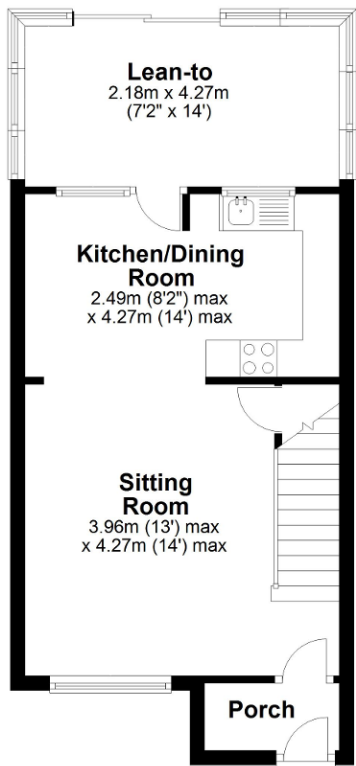 Lean-to
2.18m x 4.27m
(7'2" x 14')
Kitchen/Dining
Room
2.49m (8'2") max
x 4.27m (14') max
Sitting
Room
3.96m (13') max
x 4.27m (14') max
Porch